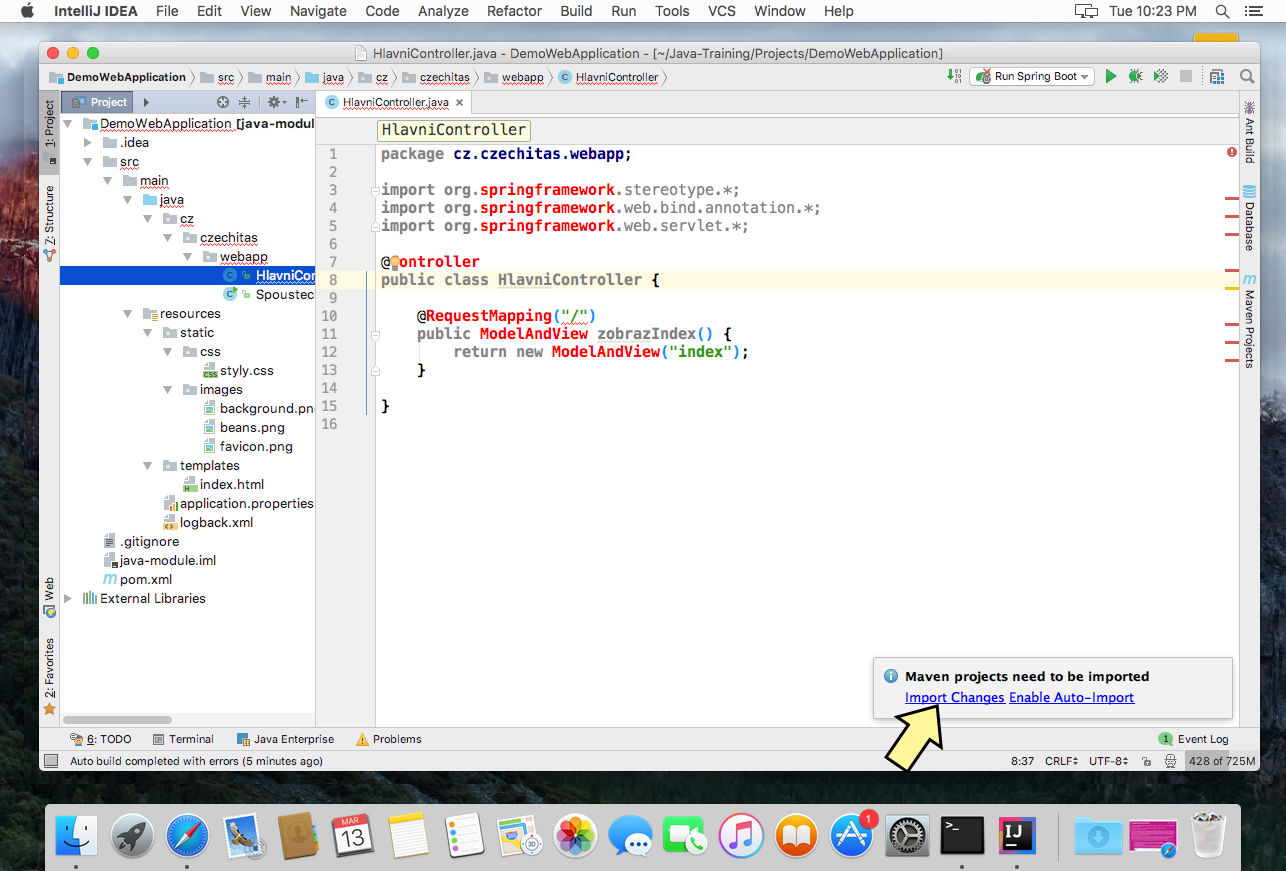 IntelliJ IDEA File Edit View Navigate Code Analyze Refactor Build Run Tools VCS Window Help Tue 10:23 PM
HlavniController.java - DemoWebApplication - [~/Java-Training/Projects/DemoWebApplication]
DemoWebApplication src main java cz czechitas webapp HlavniController Run Spring Boot
1: Project
Z: Structure
Web
2: Favorites
Project
DemoWebApplication [java-modul
.idea
src
main
java
cz
czechitas
webapp
HlavniCor
Spoustec
resources
static
css
styly.css
images
background.pn
beans.png
favicon.png
templates
index.html
application.properties
logback.xml
.gitignore
java-module.iml
pom.xml
External Libraries
HlavniController.java
HlavniController
1 package cz.czechitas.webapp;
2
3 import org.springframework.stereotype.*;
4 import org.springframework.web.bind.annotation.*;
5 import org.springframework.web.servlet.*;
6
7 @ontroller
8 public class HlavniController {
9
10 @RequestMapping("/")
11 public ModelAndView zobrazIndex() {
12 return new ModelAndView("index");
13 }
14
15 }
16
Ant Build
Database
Maven Projects
Maven projects need to be imported
Import Changes Enable Auto-Import
6: TODO Terminal Java Enterprise Problems 1 Event Log
Auto build completed with errors (5 minutes ago) 8:37 CRLF UTF-8 428 of 725M
MAR
13
3D
1
>_
IJ